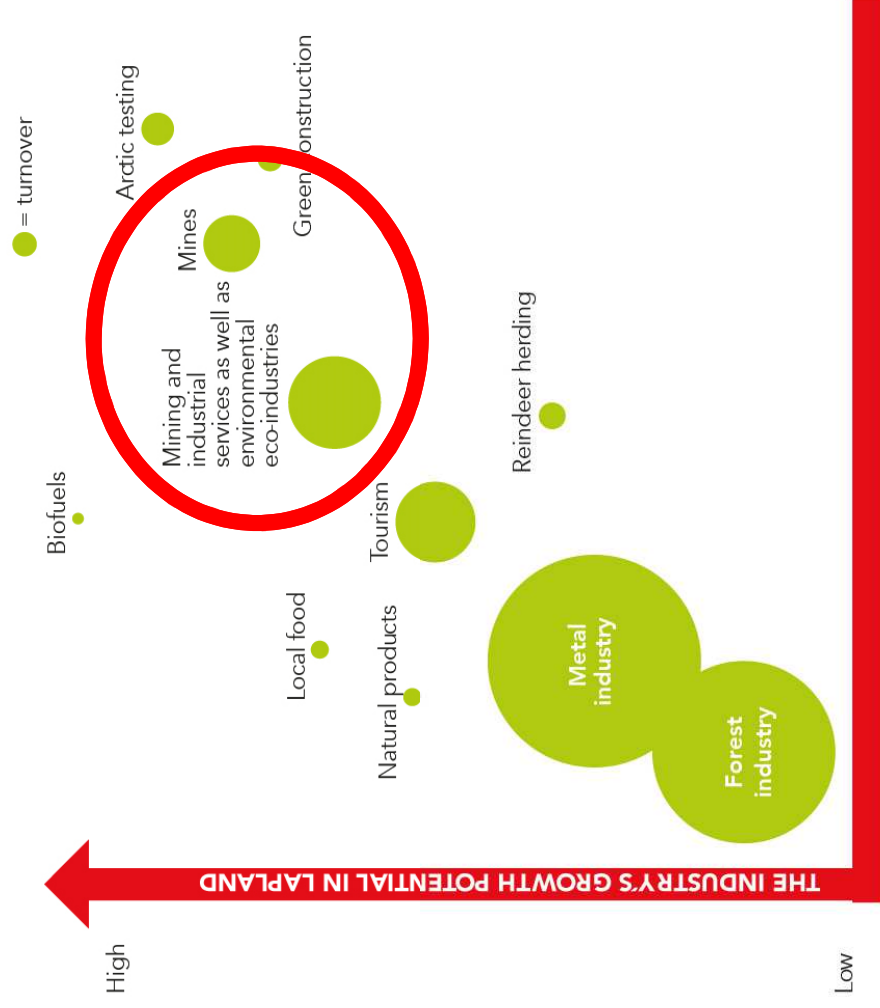 = turnover
High
Biofuels
Arctic testing
Mining and
industrial
services as well as
environmental
eco-industries
Mines
Green construction
Local food
Natural products
Tourism
Reindeer herding
Metal
industry
Forest
industry
THE INDUSTRY'S GROWTH POTENTIAL IN LAPLAND
Low